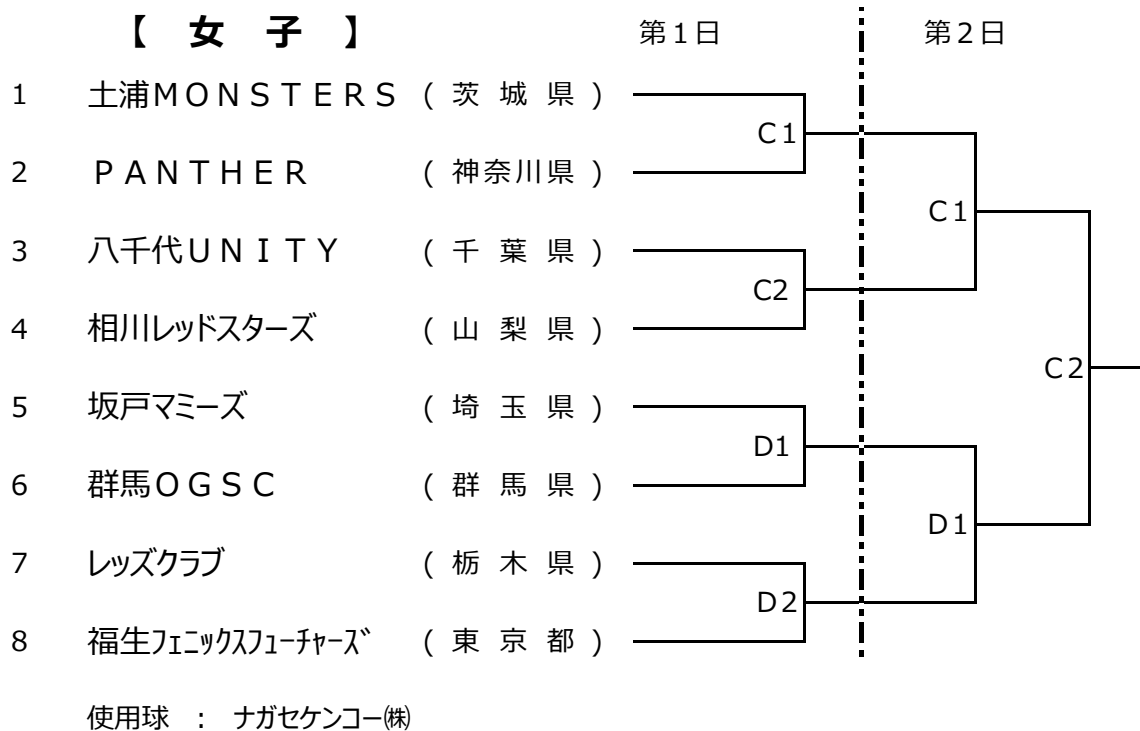 【 女 子 】 第１日 第２日
1 土浦ＭＯＮＳＴＥＲＳ ( 茨 城 県 )
C1
2 ＰＡＮＴＨＥＲ ( 神奈川県 )
C1
3 八千代ＵＮＩＴＹ ( 千 葉 県 )
C2
4 相川レッドスターズ ( 山 梨 県 )
C2
5 坂戸マミーズ ( 埼 玉 県 )
D1
6 群馬ＯＧＳＣ ( 群 馬 県 )
D1
7 レッズクラブ ( 栃 木 県 )
D2
8 福生ﾌｪﾆｯｸｽﾌｭｰﾁｬｰｽﾞ ( 東 京 都 )
使用球 ： ナガセケンコー㈱